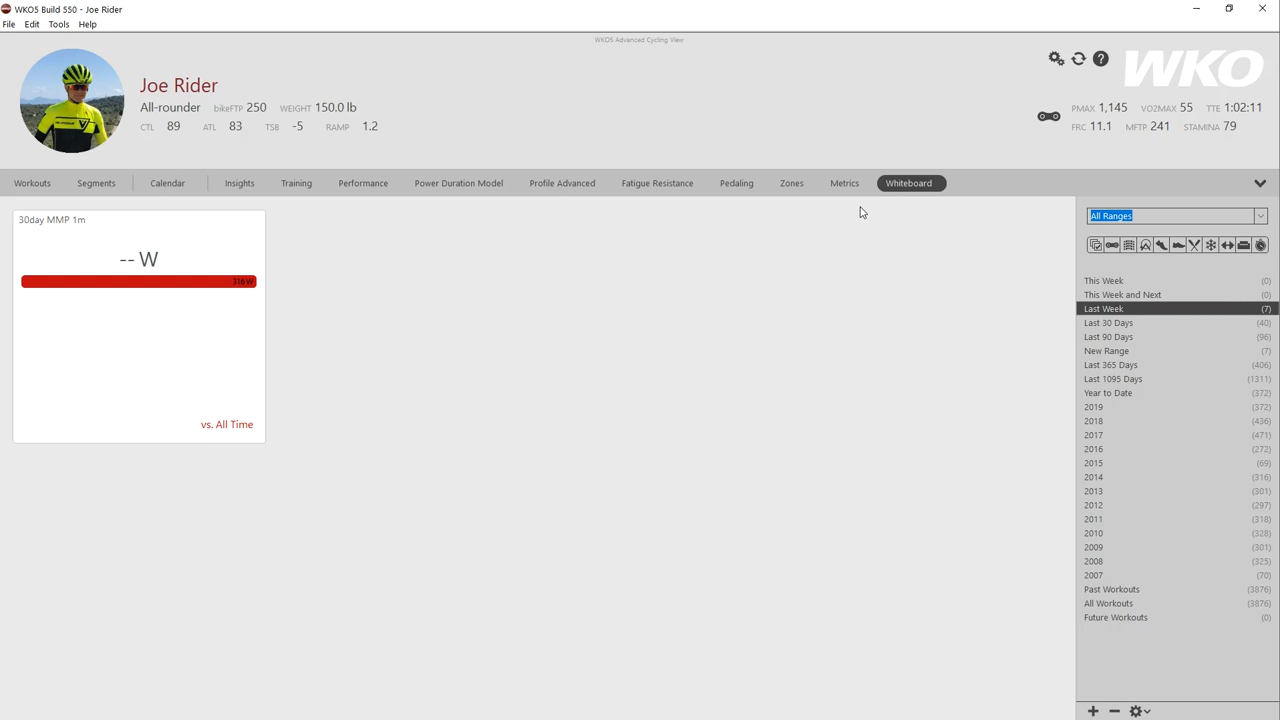 WKO5 Build 550 - Joe Rider
File Edit Tools Help
WKO5 Advanced Cycling View
Joe Rider
WKO
All-rounder bikeFTP 250 WEIGHT 150.0 lb
PMAX 1,145 VO2MAX 55 TTE 1:02:11
CTL 89 ATL 83 TSB -5 RAMP 1.2
FRC 11.1 MFTP 241 STAMINA 79
Workouts Segments Calendar Insights Training Performance Power Duration Model Profile Advanced Fatigue Resistance Pedaling Zones Metrics Whiteboard
30day MMP 1m
-- W
316W
vs. All Time
All Ranges
This Week (0)
This Week and Next (0)
Last Week (7)
Last 30 Days (40)
Last 90 Days (96)
New Range (7)
Last 365 Days (406)
Last 1095 Days (1311)
Year to Date (372)
2019 (372)
2018 (436)
2017 (471)
2016 (272)
2015 (69)
2014 (316)
2013 (301)
2012 (297)
2011 (318)
2010 (328)
2009 (301)
2008 (325)
2007 (70)
Past Workouts (3876)
All Workouts (3876)
Future Workouts (0)